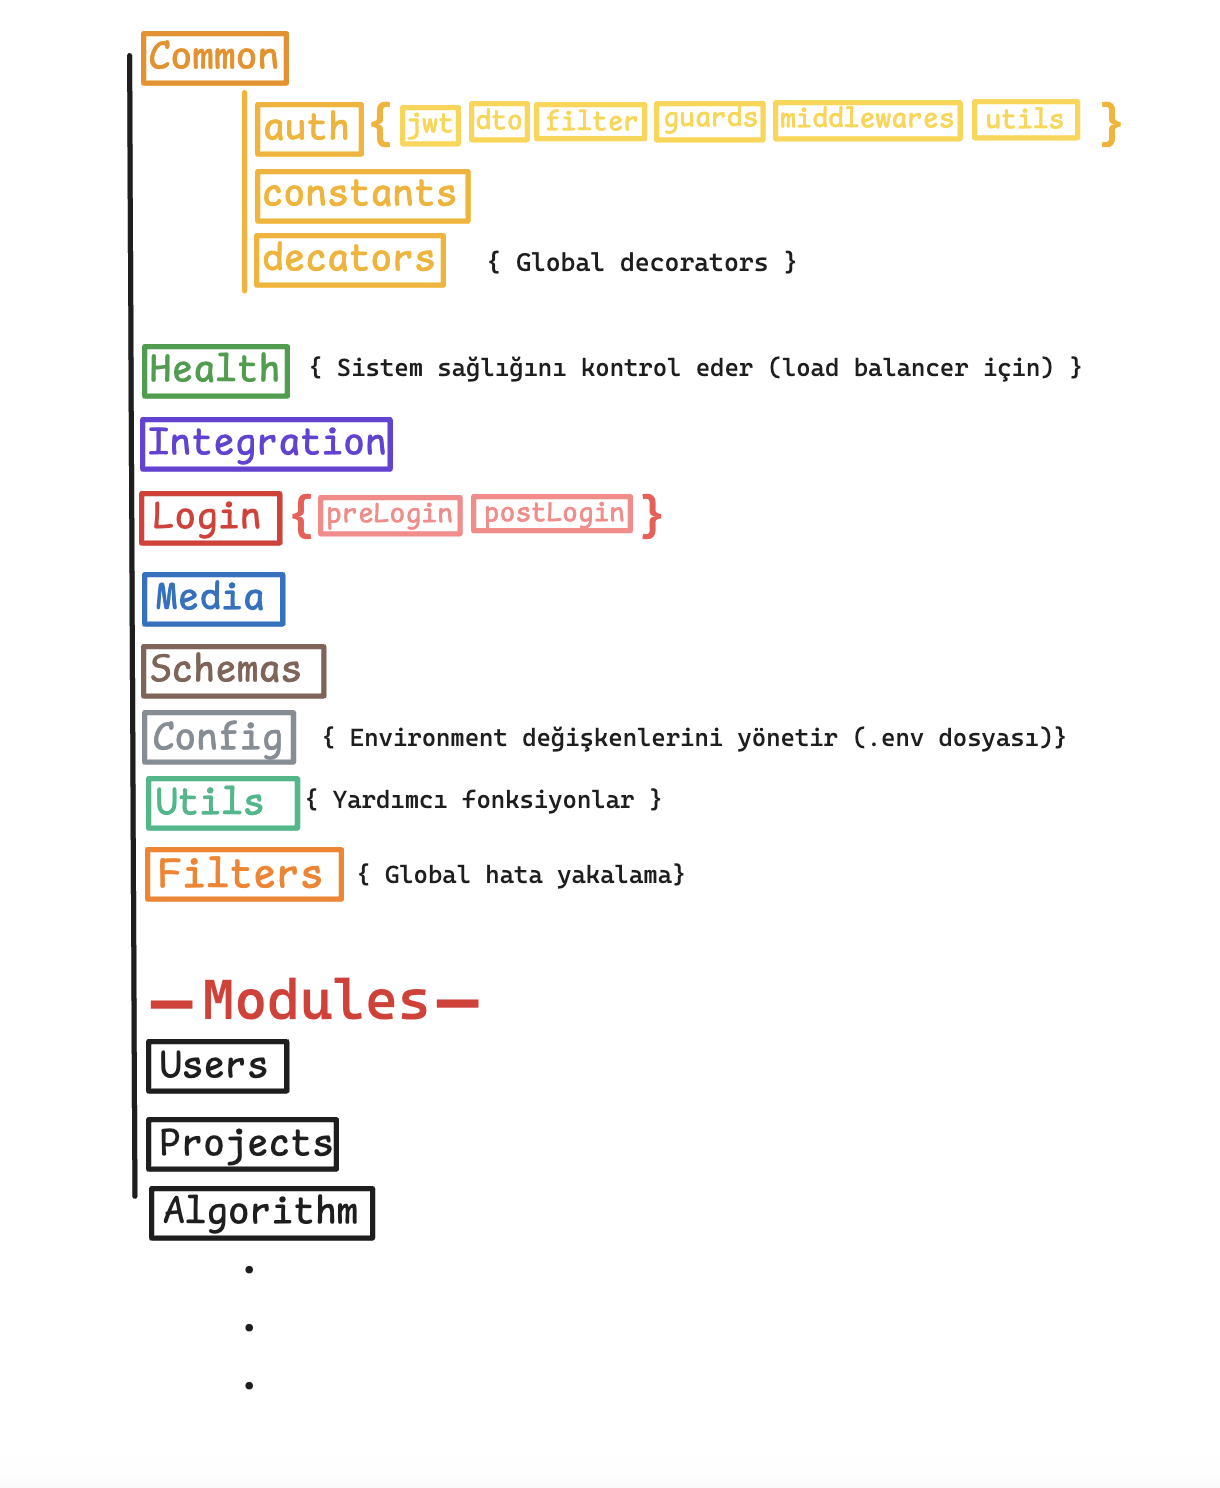 Common
auth { jwt dto filter guards middlewares utils }
constants
decators { Global decorators }
Health { Sistem sağlığını kontrol eder (load balancer için) }
Integration
Login { preLogin postLogin }
Media
Schemas
Config { Environment değişkenlerini yönetir (.env dosyası)}
Utils { Yardımcı fonksiyonlar }
Filters { Global hata yakalama}
—Modules—
Users
Projects
Algorithm